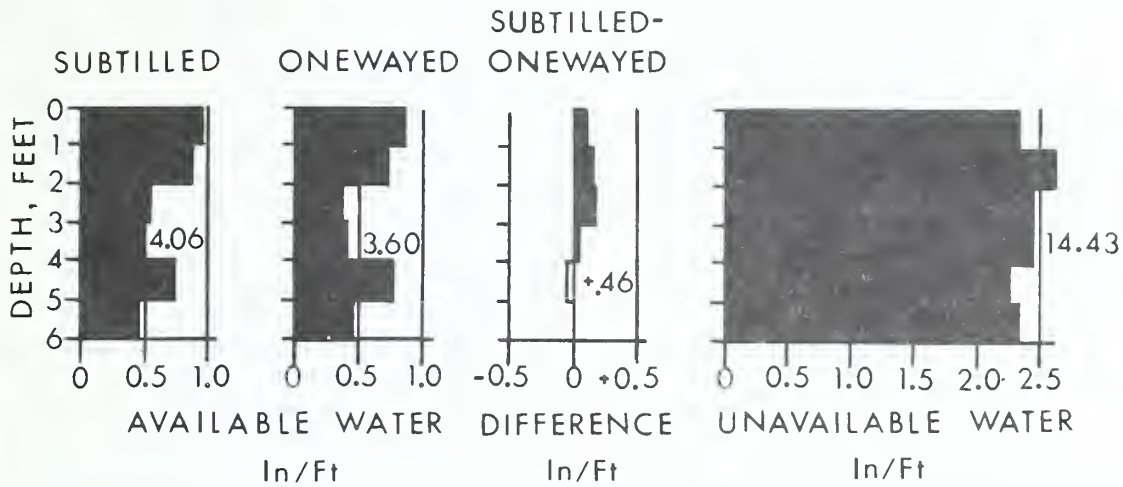 SUBTILLED
ONEWAYED
SUBTILLED-
ONEWAYED
DEPTH, FEET
0
1
2
3
4
5
6
4.06
3.60
+.46
14.43
0 0.5 1.0
0 0.5 1.0
-0.5 0 +0.5
0 0.5 1.0 1.5 2.0 2.5
AVAILABLE WATER
DIFFERENCE
UNAVAILABLE WATER
In/Ft
In/Ft
In/Ft